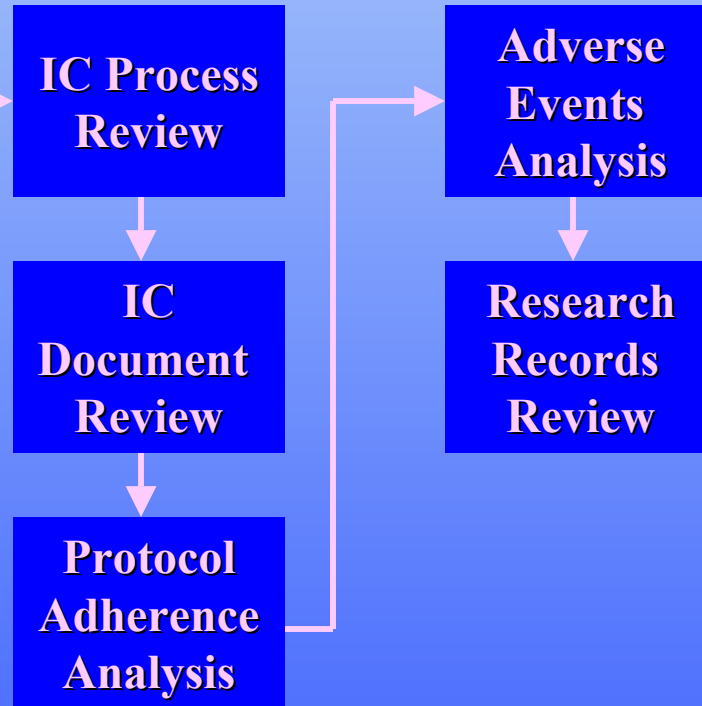 IC Process
Review
IC
Document
Review
Protocol
Adherence
Analysis
Adverse
Events
Analysis
Research
Records
Review